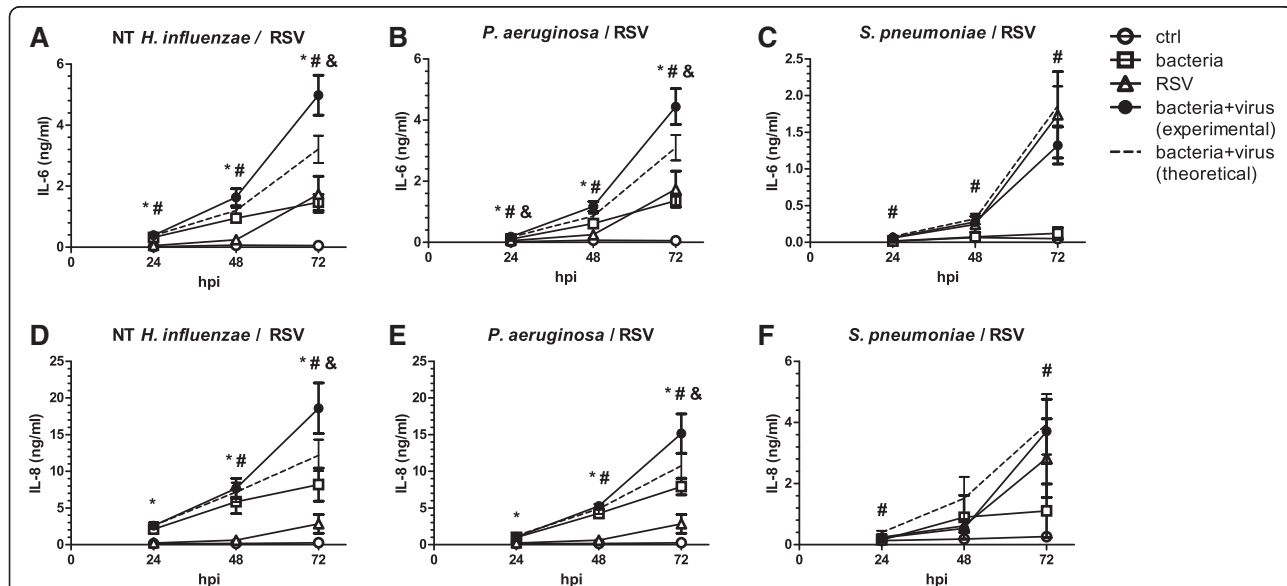 A
NT H. influenzae / RSV
* # &
* #
* #
IL-6 (ng/ml)
6
4
2
0
0
24
48
72
hpi
B
P. aeruginosa / RSV
* # &
* #
* # &
IL-6 (ng/ml)
6
4
2
0
0
24
48
72
hpi
C
S. pneumoniae / RSV
#
#
#
IL-6 (ng/ml)
2.5
2.0
1.5
1.0
0.5
0.0
0
24
48
72
hpi
ctrl
bacteria
RSV
bacteria+virus
(experimental)
bacteria+virus
(theoretical)
D
NT H. influenzae / RSV
* # &
* #
*
IL-8 (ng/ml)
25
20
15
10
5
0
0
24
48
72
hpi
E
P. aeruginosa / RSV
* # &
* #
*
IL-8 (ng/ml)
25
20
15
10
5
0
0
24
48
72
hpi
F
S. pneumoniae / RSV
#
#
IL-8 (ng/ml)
6
4
2
0
0
24
48
72
hpi